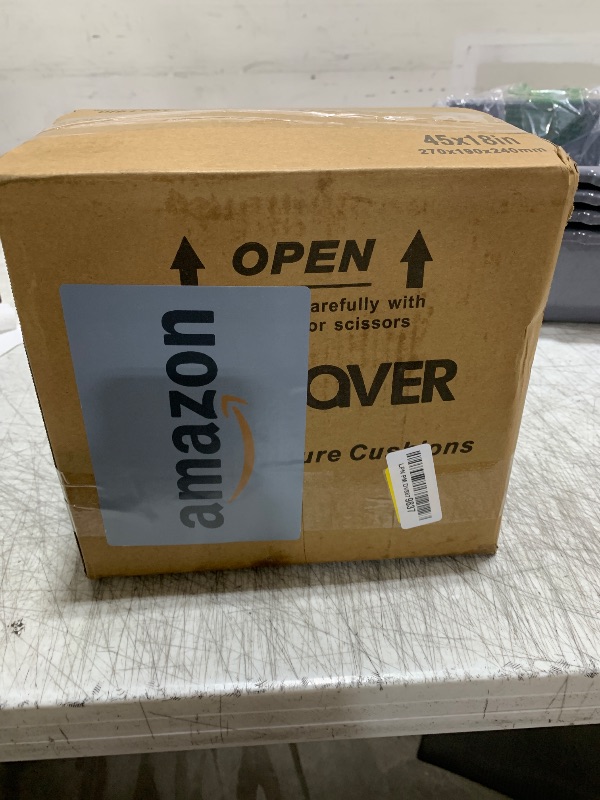 45x18in
270x190x240mm
OPEN
arefully with
or scissors
AVER
ure Cushions
amazon